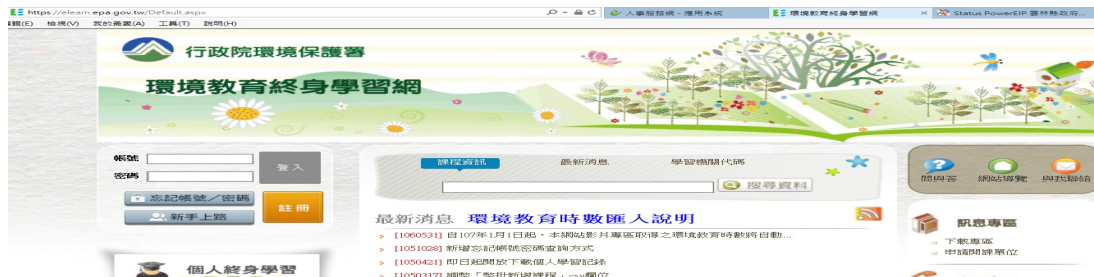 https://elearn.epa.gov.tw/Default.aspx
人事服務網 - 應用系統
環境教育終身學習網
Status PowerEIP 雲林縣政府...
檢視(V) 我的最愛(A) 工具(T) 說明(H)
行政院環境保護署
環境教育終身學習網
帳號
密碼
登入
忘記帳號／密碼
新手上路
註冊
課程資訊 最新消息 學習機關代碼
搜尋資料
問與答 網站導覽 與我聯絡
最新消息 環境教育時數匯入說明
[1060531] 自107年1月1日起，本網站影片專區取得之環境教育時數將自動...
[1051028] 新增忘記帳號密碼查詢方式
[1050421] 即日起開放下載個人學習記錄
訊息專區
下載專區
申請開課單位
個人終身學習